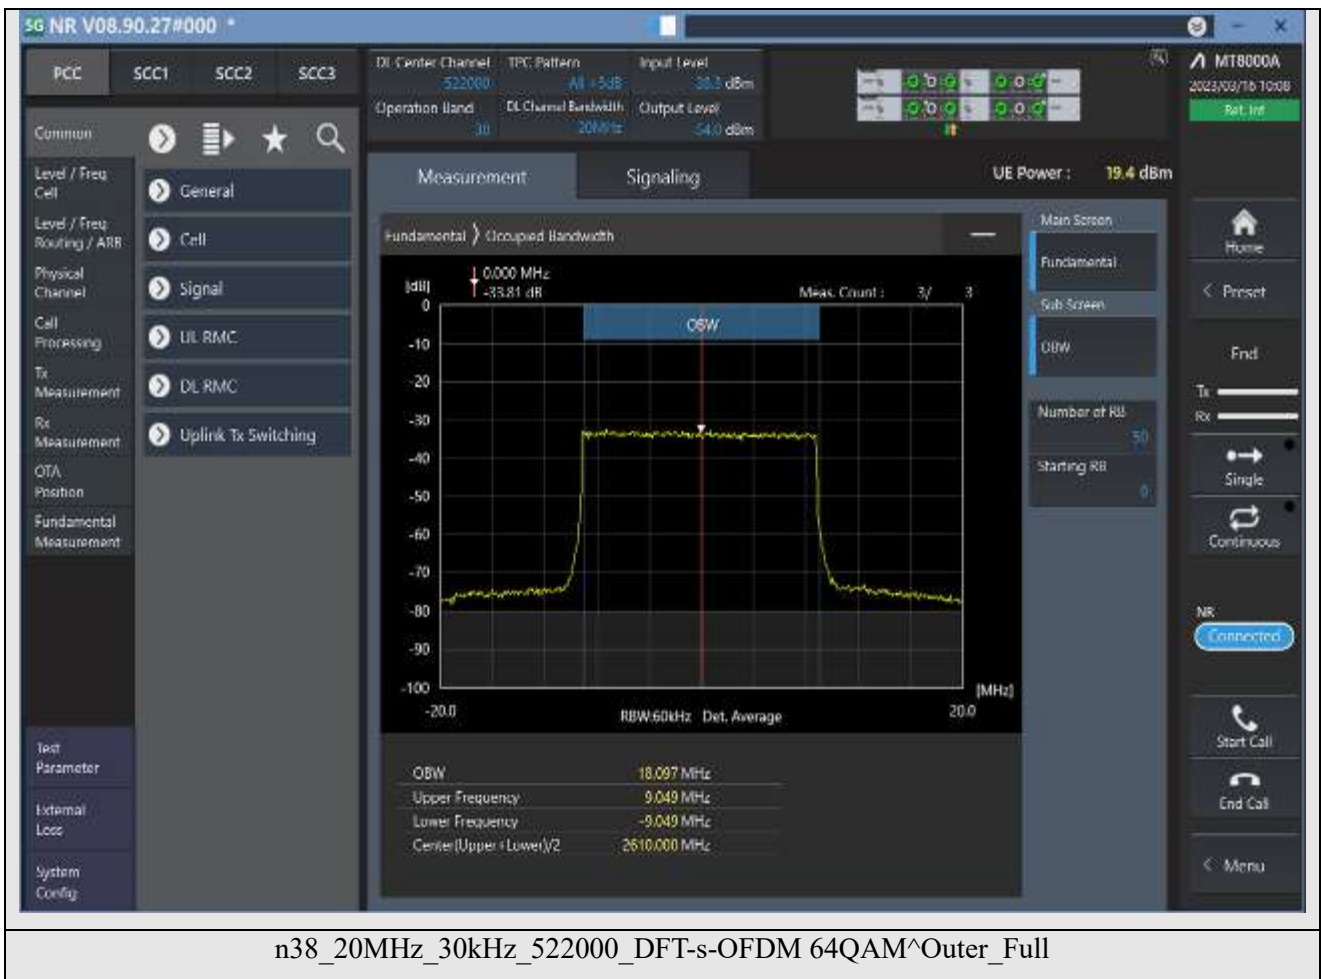 5G NR V08.90.27#000 *
PCC SCC1 SCC2 SCC3
DL Center Channel TPC Pattern Input Level
522000 All +3dB dBm
Operation Band DL Channel Bandwidth Output Level
20MHz -54.0 dBm
MT8000A
2023/03/16 10:08
Ret. Int
Common
Level / Freq
Cell
Level / Freq
Routing / ARB
Physical
Channel
Call
Processing
Tx
Measurement
Rx
Measurement
OTA
Position
Fundamental
Measurement
Test
Parameter
External
Loss
System
Config
General
Cell
Signal
UL RMC
DL RMC
Uplink Tx Switching
Measurement Signaling UE Power : 19.4 dBm
Fundamental Occupied Bandwidth
[dB] 0.000 MHz
-33.81 dB Meas. Count : 3/ 3
OBW
0
-10
-20
-30
-40
-50
-60
-70
-80
-90
-100
[MHz]
-20.0 RBW:60kHz Det. Average 20.0
OBW 18.097 MHz
Upper Frequency 9.049 MHz
Lower Frequency -9.049 MHz
Center(Upper+Lower)/2 2610.000 MHz
Main Screen
Fundamental
Sub Screen
OBW
Number of RB
50
Starting RB
0
Home
< Preset
End
Tx
Rx
Single
Continuous
NR
Connected
Start Call
End Call
< Menu
n38_20MHz_30kHz_522000_DFT-s-OFDM 64QAM^Outer_Full